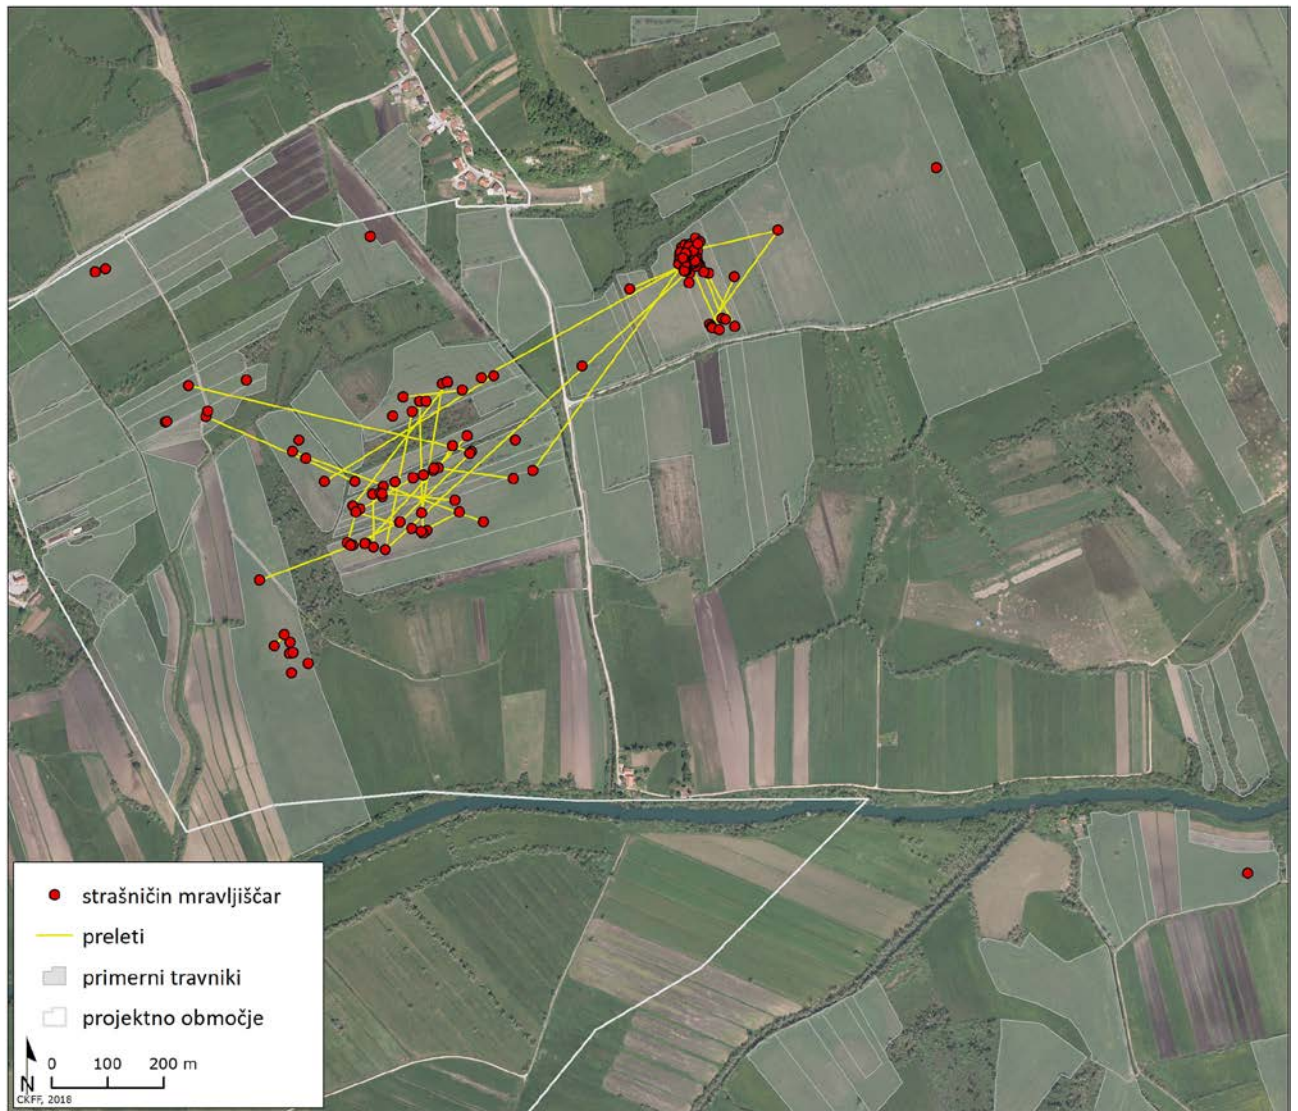 strašničin mravljiščar
preleti
primerni travniki
projektno območje
0 100 200 m
N
CKFF, 2018